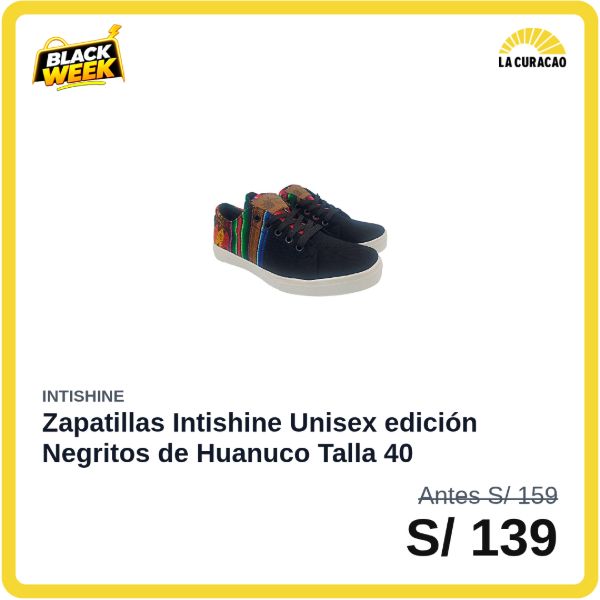 BLACK
WEEK
LA CURACAO
INTISHINE
Zapatillas Intishine Unisex edición
Negritos de Huanuco Talla 40
Antes S/ 159
S/ 139